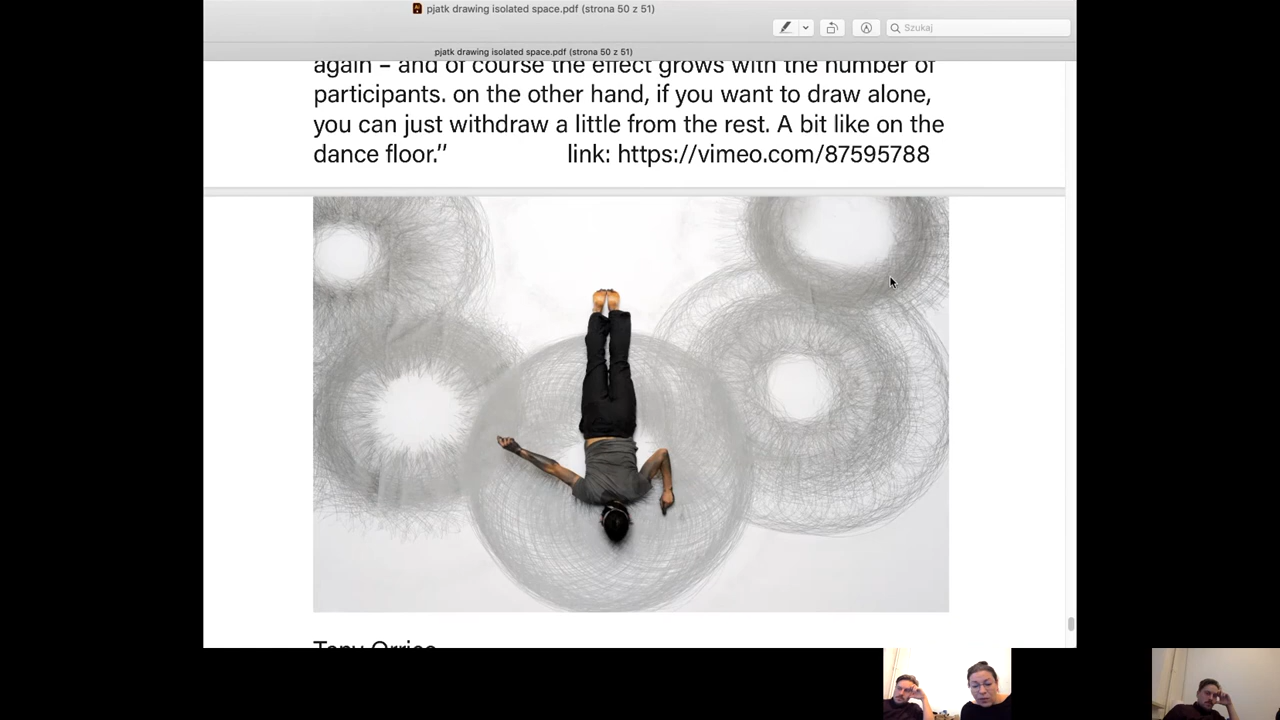 pjatk drawing isolated space.pdf (strona 50 z 51)
Szukaj
pjatk drawing isolated space.pdf (strona 50 z 51)
again – and of course the effect grows with the number of
participants. on the other hand, if you want to draw alone,
you can just withdraw a little from the rest. A bit like on the
dance floor.” link: https://vimeo.com/87595788
Tony Orrico